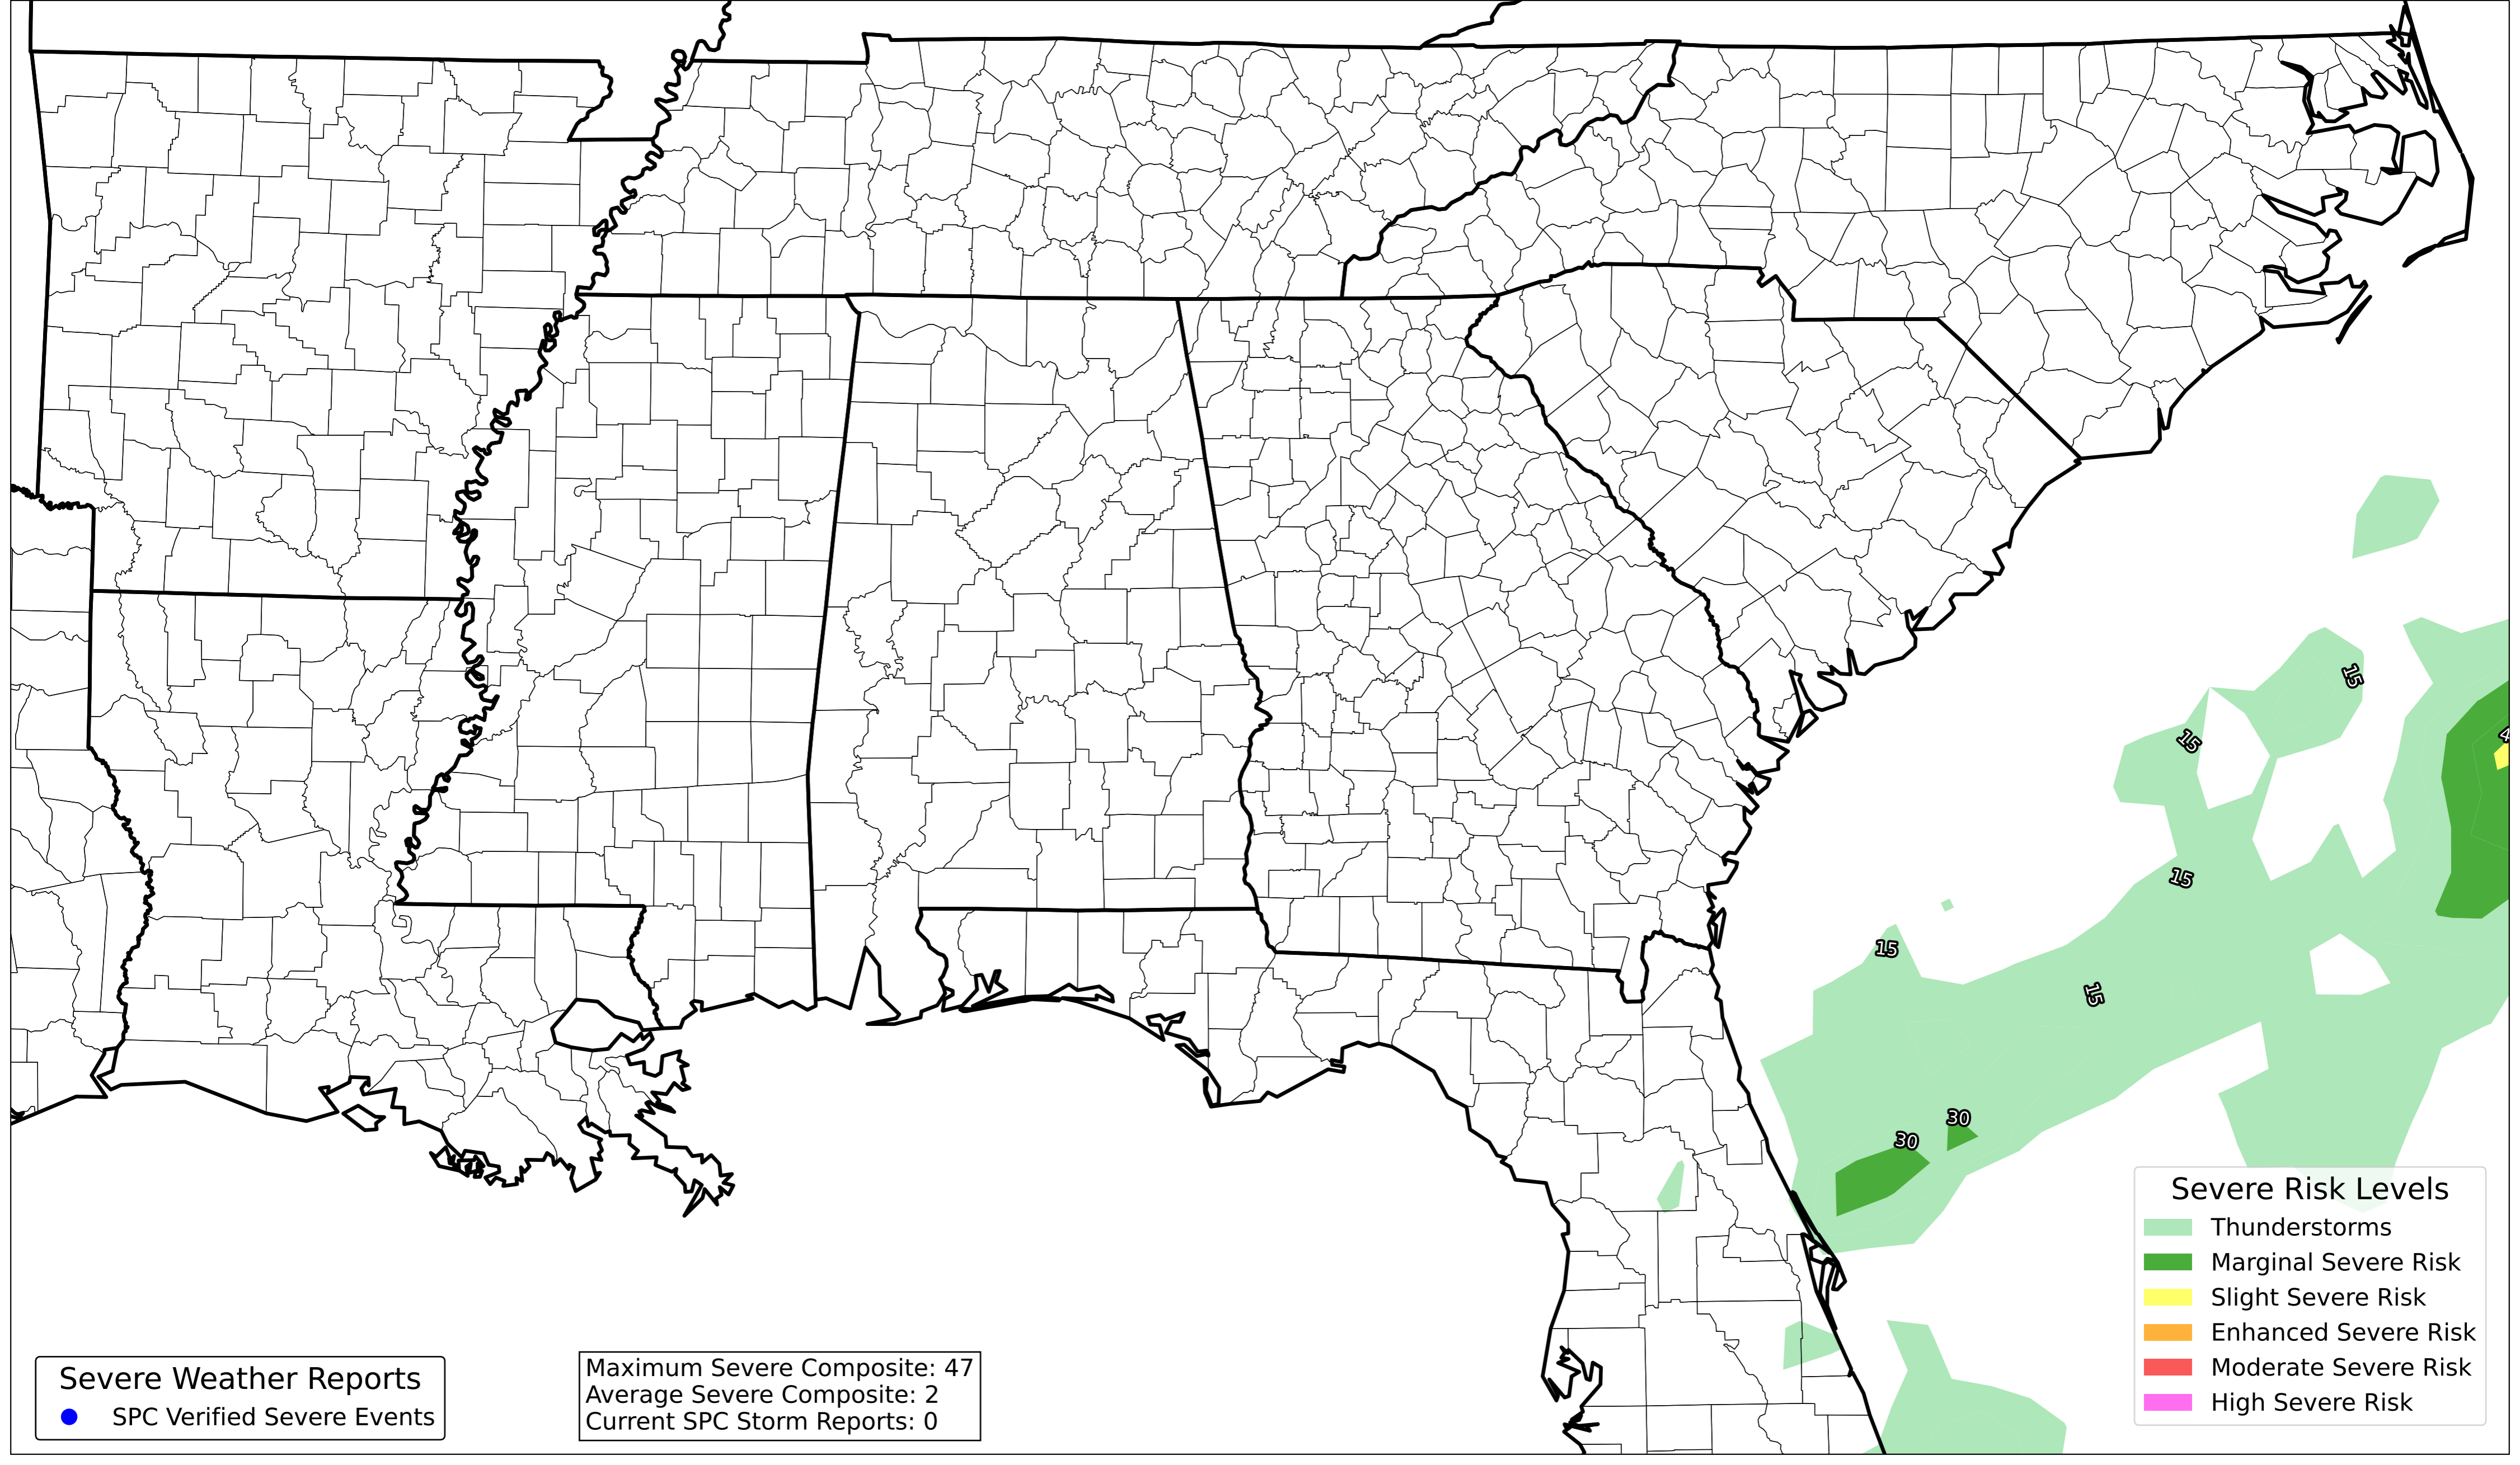 15
4
15
15
15
15
30
30
Severe Risk Levels
Thunderstorms
Marginal Severe Risk
Slight Severe Risk
Enhanced Severe Risk
Moderate Severe Risk
High Severe Risk
Severe Weather Reports
SPC Verified Severe Events
Maximum Severe Composite: 47
Average Severe Composite: 2
Current SPC Storm Reports: 0